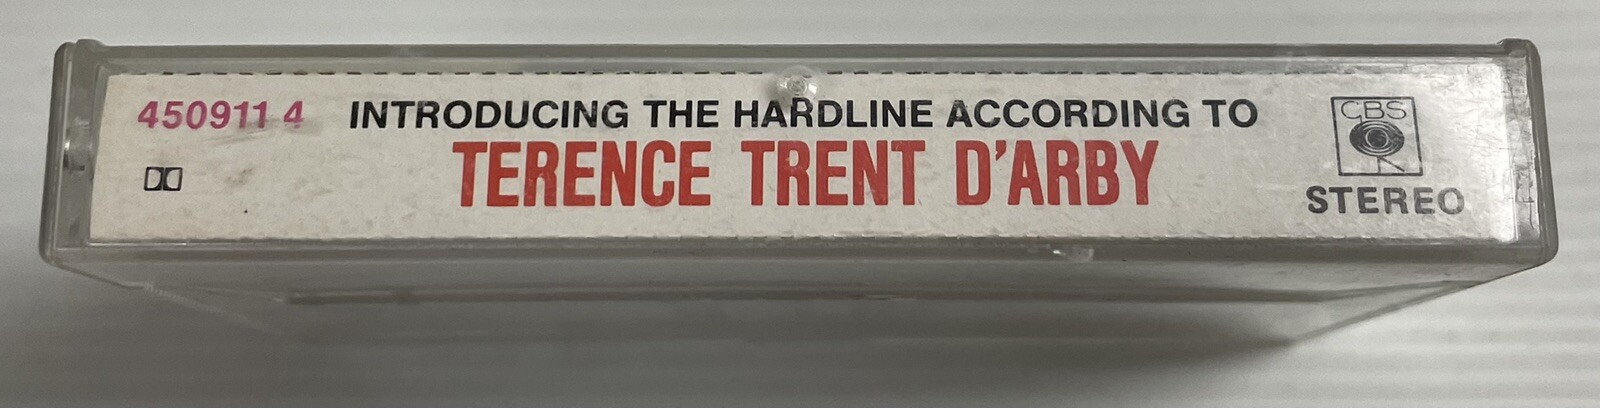 450911 4
INTRODUCING THE HARDLINE ACCORDING TO
TERENCE TRENT D'ARBY
CBS
STEREO